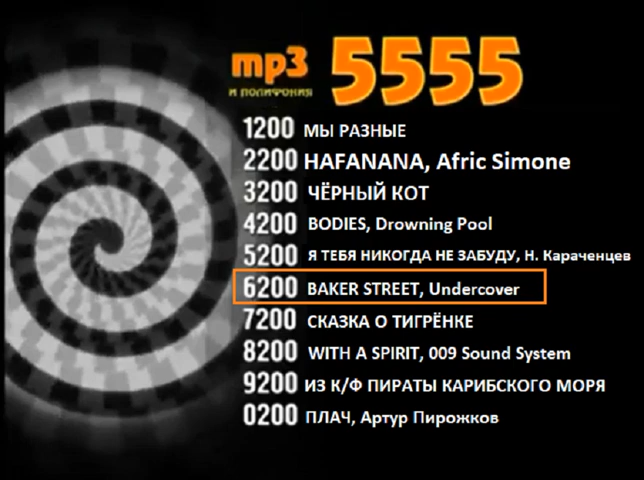 mp3 5555
и полифония
1200 МЫ РАЗНЫЕ
2200 HAFANANA, Afric Simone
3200 ЧЁРНЫЙ КОТ
4200 BODIES, Drowning Pool
5200 Я ТЕБЯ НИКОГДА НЕ ЗАБУДУ, Н. Караченцев
6200 BAKER STREET, Undercover
7200 СКАЗКА О ТИГРЁНКЕ
8200 WITH A SPIRIT, 009 Sound System
9200 ИЗ К/Ф ПИРАТЫ КАРИБСКОГО МОРЯ
0200 ПЛАЧ, Артур Пирожков